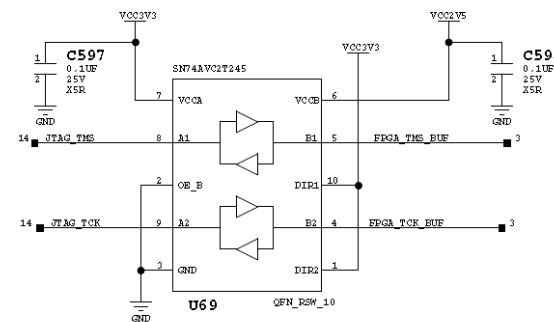 VCC3V3
VCC2V5
VCC3V3
1
C597
0.1UF
2
25V
X5R
GND
SN74AVC2T245
1
C59
0.1UF
2
25V
X5R
GND
7
VCCA
VCCB
6
14
JTAG_TMS
8
A1
B1
5
FPGA_TMS_BUF
3
2
OE_B
DIR1
10
14
JTAG_TCK
9
A2
B2
4
FPGA_TCK_BUF
3
3
GND
DIR2
1
GND
U69
QFN_RSW_10